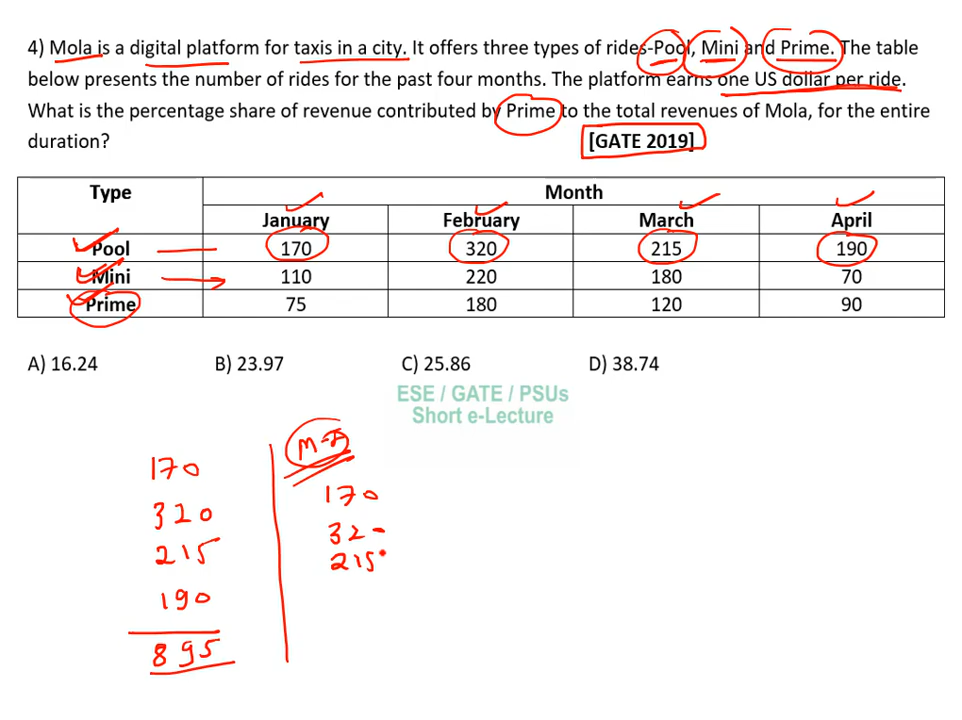 4) Mola is a digital platform for taxis in a city. It offers three types of rides-Pool, Mini and Prime. The table
below presents the number of rides for the past four months. The platform earns one US dollar per ride.
What is the percentage share of revenue contributed by Prime to the total revenues of Mola, for the entire
duration? [GATE 2019]
Type Month
January February March April
Pool 170 320 215 190
Mini 110 220 180 70
Prime 75 180 120 90
A) 16.24 B) 23.97 C) 25.86 D) 38.74
ESE / GATE / PSUs
Short e-Lecture
170
320
215
190
895
170
32
215